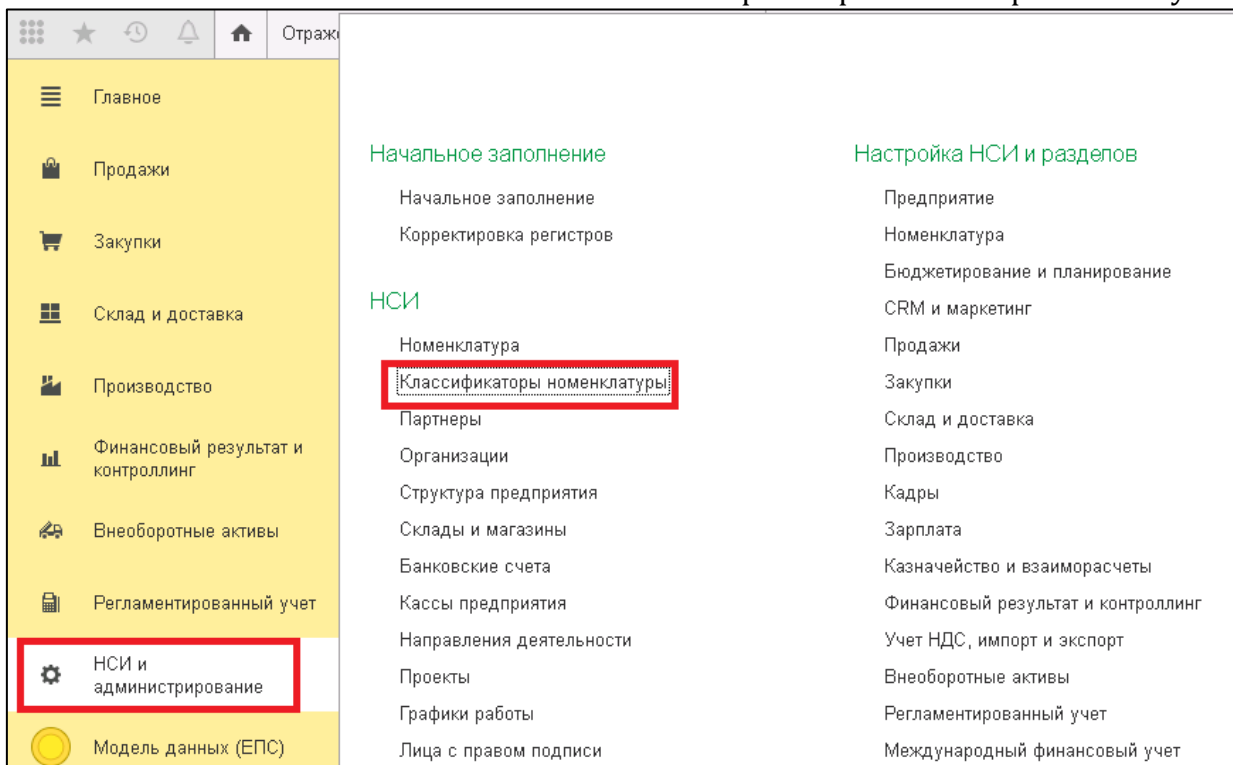 Отраж
Главное
Продажи
Закупки
Склад и доставка
Производство
Финансовый результат и
контроллинг
Внеоборотные активы
Регламентированный учет
НСИ и
администрирование
Модель данных (ЕПС)
Начальное заполнение
Начальное заполнение
Корректировка регистров
НСИ
Номенклатура
Классификаторы номенклатуры
Партнеры
Организации
Структура предприятия
Склады и магазины
Банковские счета
Кассы предприятия
Направления деятельности
Проекты
Графики работы
Лица с правом подписи
Настройка НСИ и разделов
Предприятие
Номенклатура
Бюджетирование и планирование
CRM и маркетинг
Продажи
Закупки
Склад и доставка
Производство
Кадры
Зарплата
Казначейство и взаиморасчеты
Финансовый результат и контроллинг
Учет НДС, импорт и экспорт
Внеоборотные активы
Регламентированный учет
Международный финансовый учет